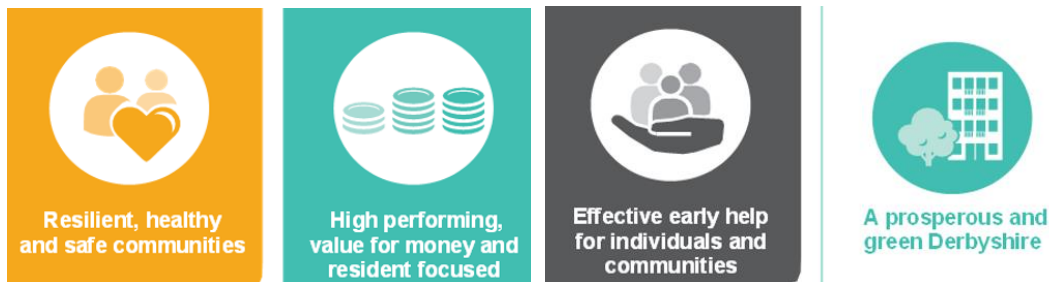 Resilient, healthy
and safe communities
High performing,
value for money and
resident focused
Effective early help
for individuals and
communities
A prosperous and
green Derbyshire